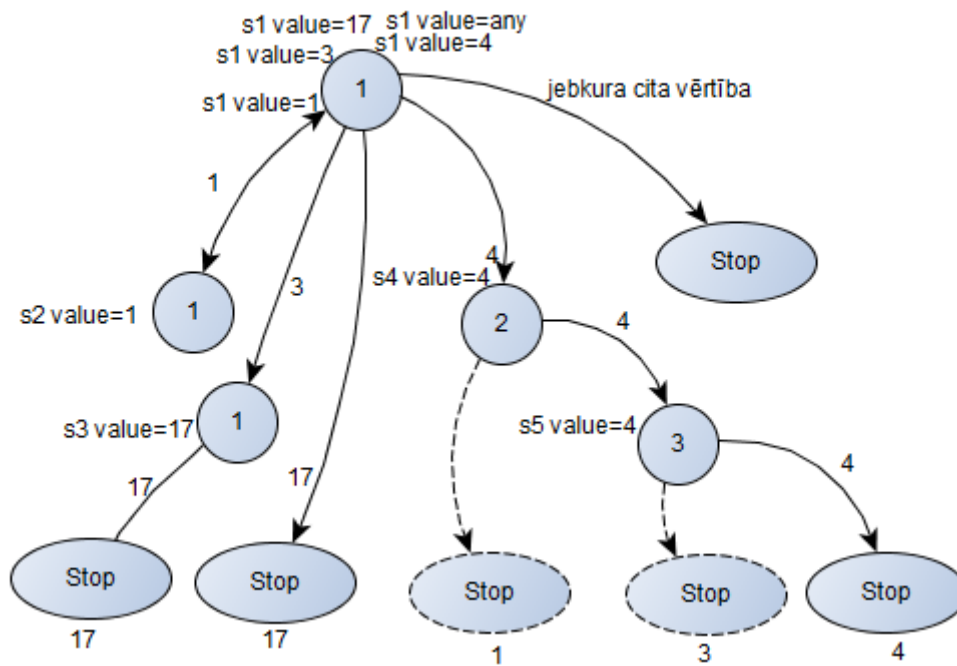 s1 value=17
s1 value=any
s1 value=3
s1 value=4
1
jebkura cita vērtība
s1 value=1
1
4
Stop
s4 value=4
3
s2 value=1
1
2
4
s3 value=17
1
s5 value=4
3
4
17
17
Stop
Stop
Stop
Stop
Stop
17
17
1
3
4